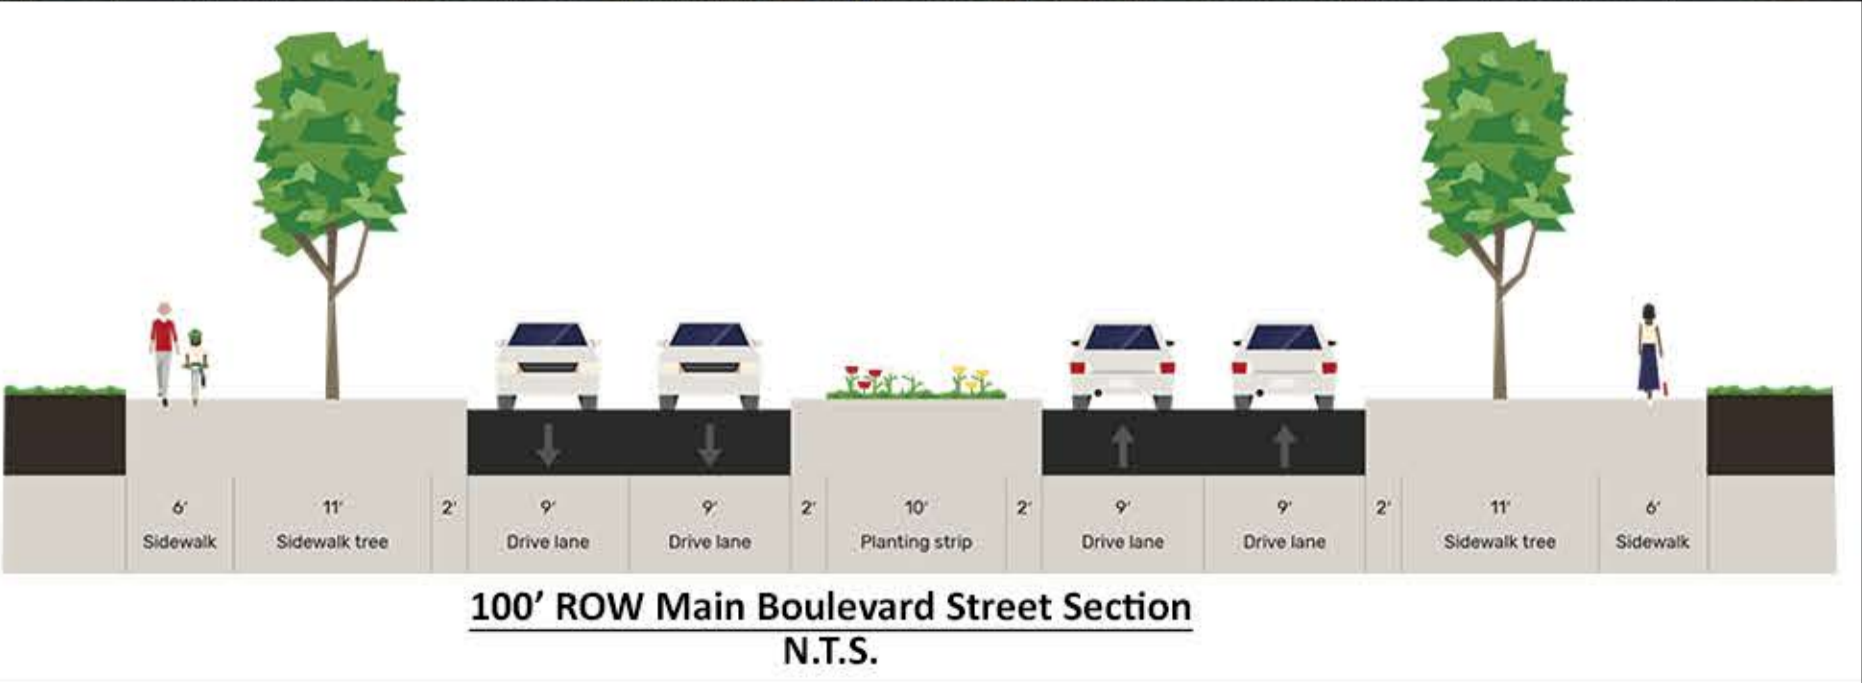 6' 11' 2' 9' 9' 2' 10' 2' 9' 9' 2' 11' 6'
Sidewalk Sidewalk tree Drive lane Drive lane Planting strip Drive lane Drive lane Sidewalk tree Sidewalk
100' ROW Main Boulevard Street Section
N.T.S.